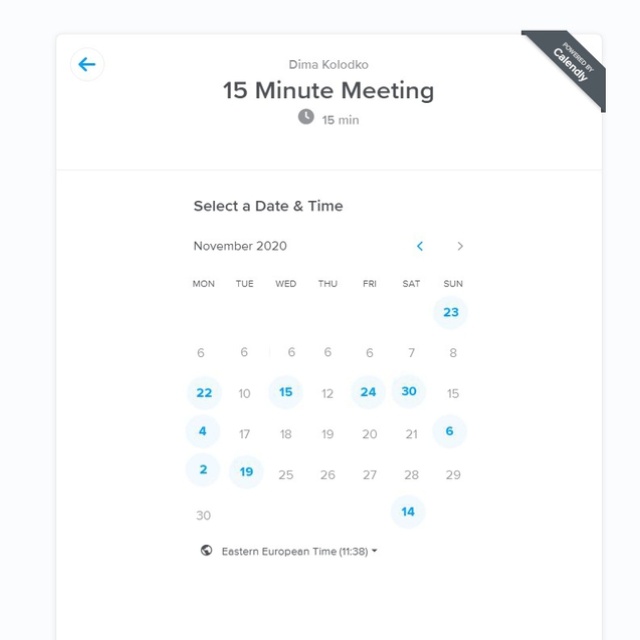 POWERED BY
Calendly
Dima Kolodko
15 Minute Meeting
15 min
Select a Date & Time
November 2020
MON TUE WED THU FRI SAT SUN
23
6 6 6 6 6 7 8
22 10 15 12 24 30 15
4 17 18 19 20 21 6
2 19 25 26 27 28 29
30 14
Eastern European Time (11:38)